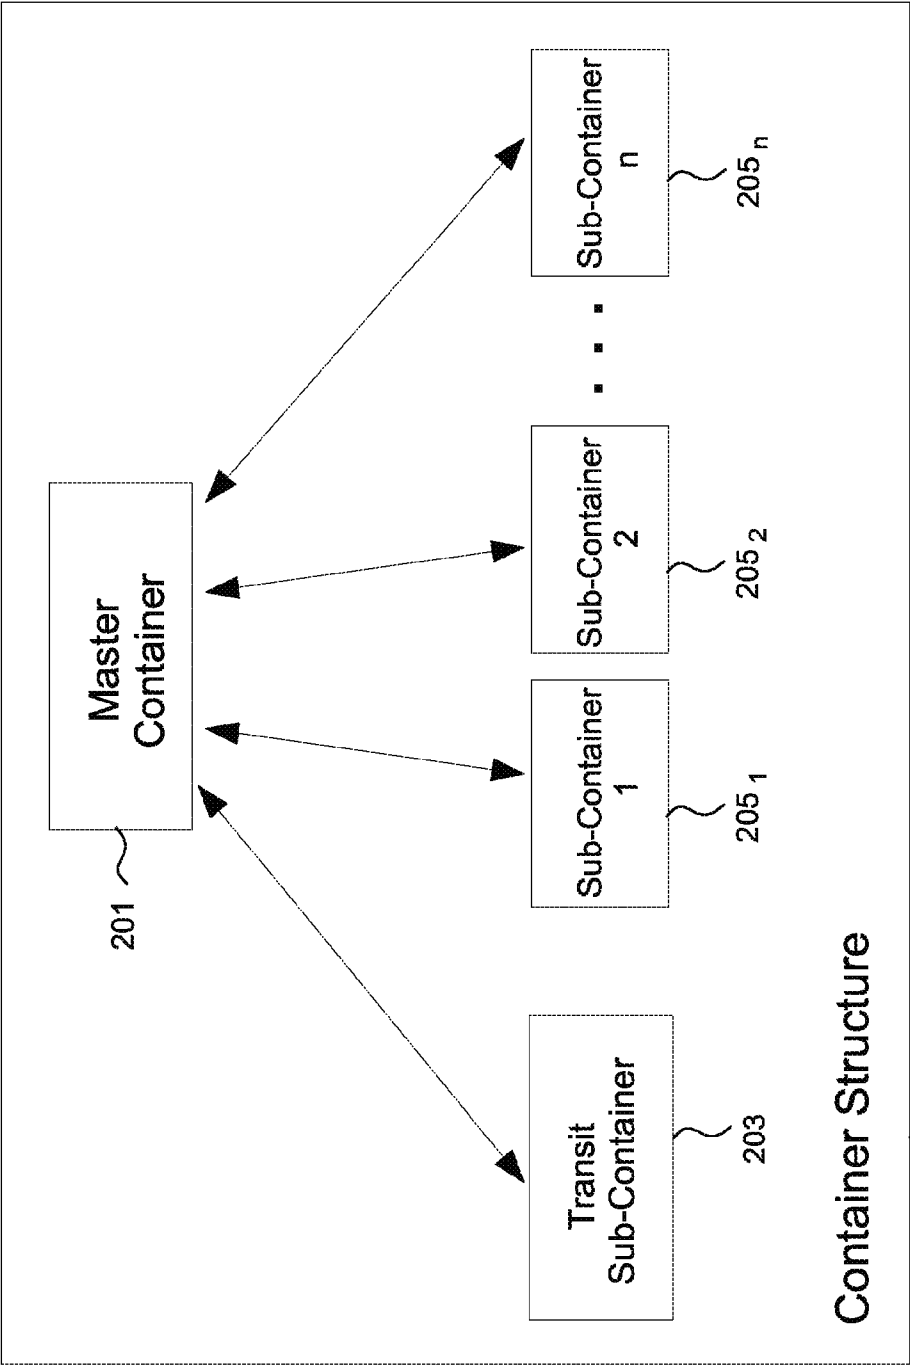 Master
Container
201
Transit
Sub-Container
203
Sub-Container
1
205 1
Sub-Container
2
205 2
. . .
Sub-Container
n
205 n
Container Structure